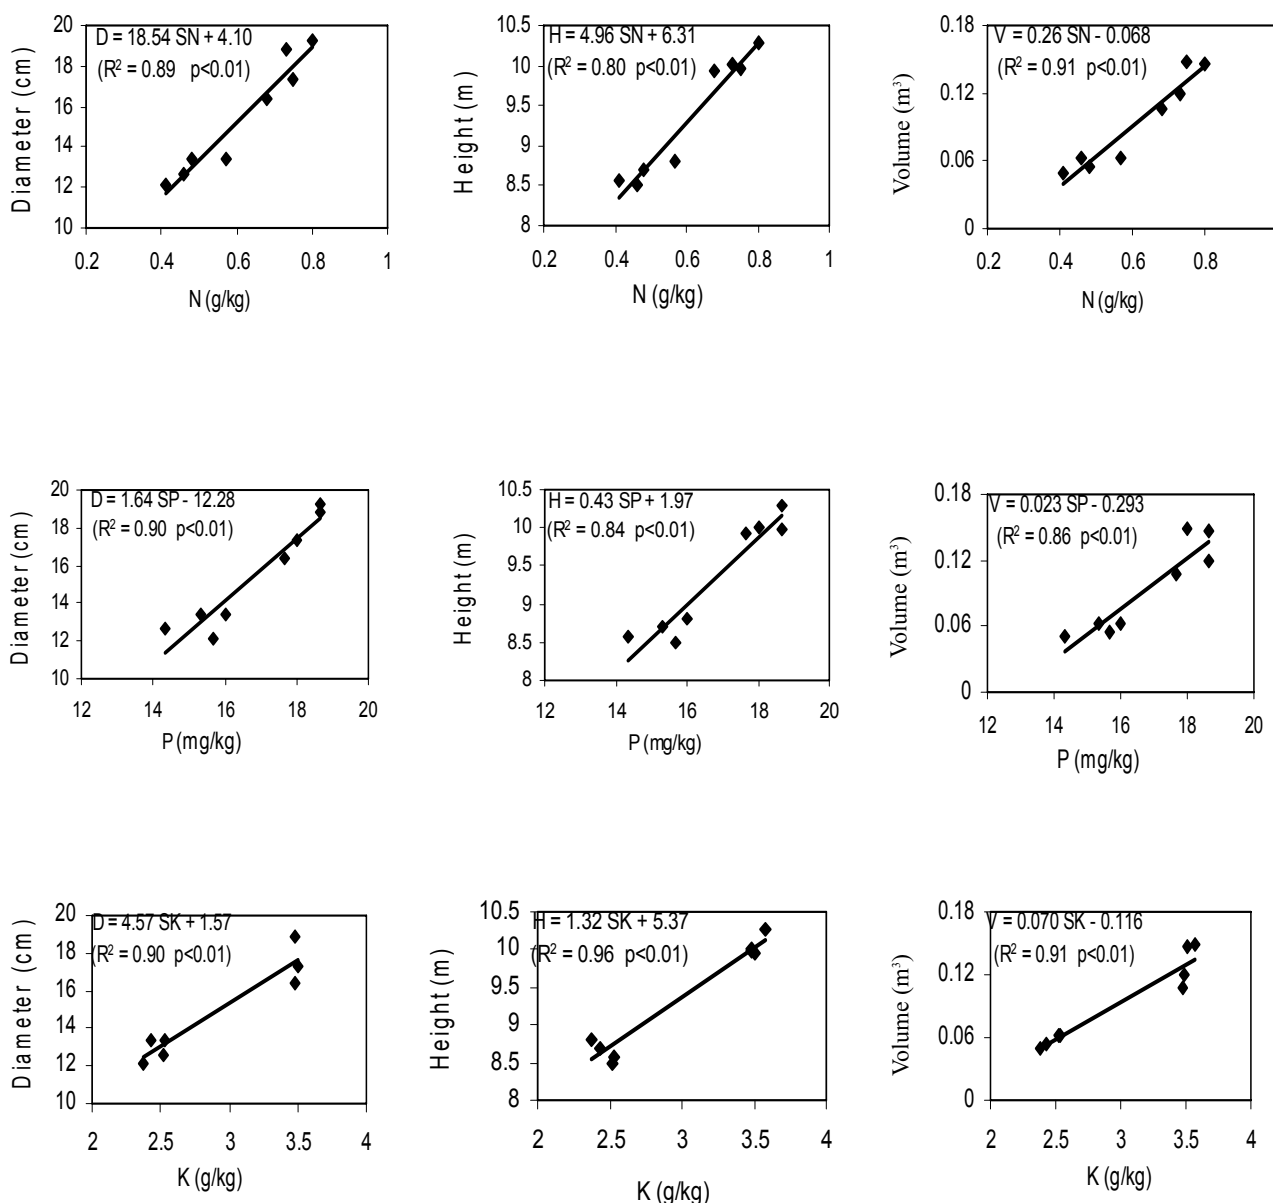 D = 18.54 SN + 4.10
(R² = 0.89 p<0.01)
Diameter (cm)
20
18
16
14
12
10
0.2
0.4
0.6
0.8
1
N (g/kg)
H = 4.96 SN + 6.31
(R² = 0.80 p<0.01)
Height (m)
10.5
10
9.5
9
8.5
8
0.2
0.4
0.6
0.8
1
N (g/kg)
V = 0.26 SN - 0.068
(R² = 0.91 p<0.01)
Volume (m³)
0.18
0.12
0.06
0
0.2
0.4
0.6
0.8
N (g/kg)
D = 1.64 SP - 12.28
(R² = 0.90 p<0.01)
Diameter (cm)
20
18
16
14
12
10
12
14
16
18
20
P (mg/kg)
H = 0.43 SP + 1.97
(R² = 0.84 p<0.01)
Height (m)
10.5
10
9.5
9
8.5
8
12
14
16
18
20
P (mg/kg)
V = 0.023 SP - 0.293
(R² = 0.86 p<0.01)
Volume (m³)
0.18
0.12
0.06
0
12
14
16
18
20
P (mg/kg)
D = 4.57 SK + 1.57
(R² = 0.90 p<0.01)
Diameter (cm)
20
18
16
14
12
10
2
2.5
3
3.5
4
K (g/kg)
H = 1.32 SK + 5.37
(R² = 0.96 p<0.01)
Height (m)
10.5
10
9.5
9
8.5
8
2
2.5
3
3.5
4
K (g/kg)
V = 0.070 SK - 0.116
(R² = 0.91 p<0.01)
Volume (m³)
0.18
0.12
0.06
0
2
2.5
3
3.5
4
K (g/kg)